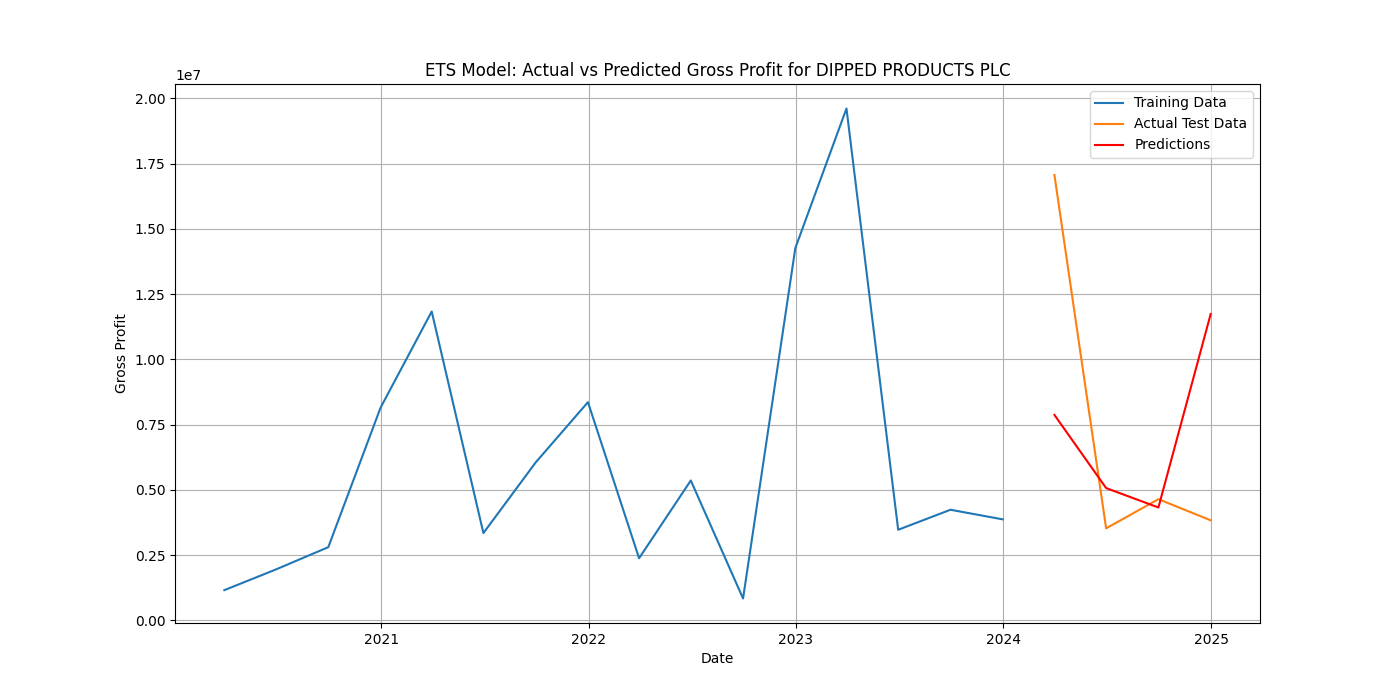 ETS Model: Actual vs Predicted Gross Profit for DIPPED PRODUCTS PLC
1e7
2.00
1.75
1.50
1.25
1.00
0.75
0.50
0.25
0.00
Gross Profit
Training Data
Actual Test Data
Predictions
2021 2022 2023 2024 2025
Date